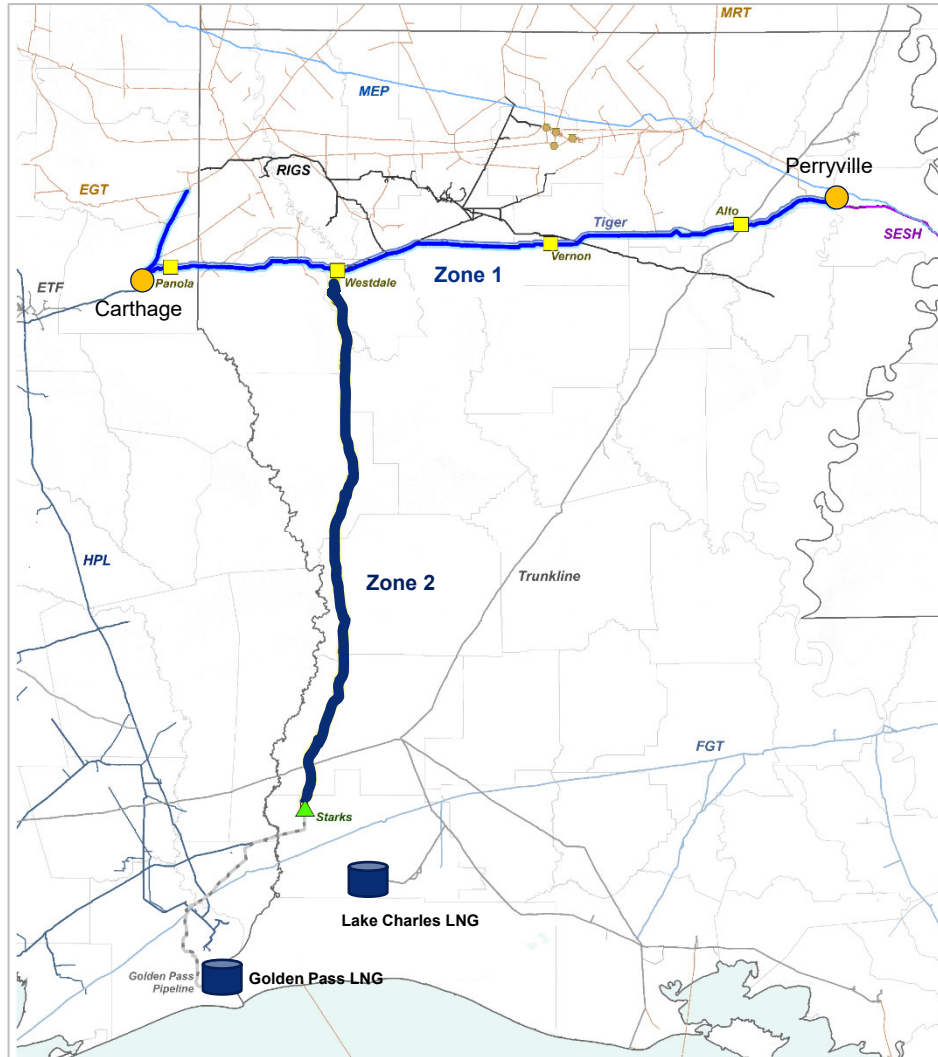 MRT
MEP
Perryville
RIGS
EGT
Tiger
Alto
SESH
Vernon
Zone 1
Westdale
Panola
ETF
Carthage
HPL
Trunkline
Zone 2
FGT
Starks
Lake Charles LNG
Golden Pass
Pipeline
Golden Pass LNG